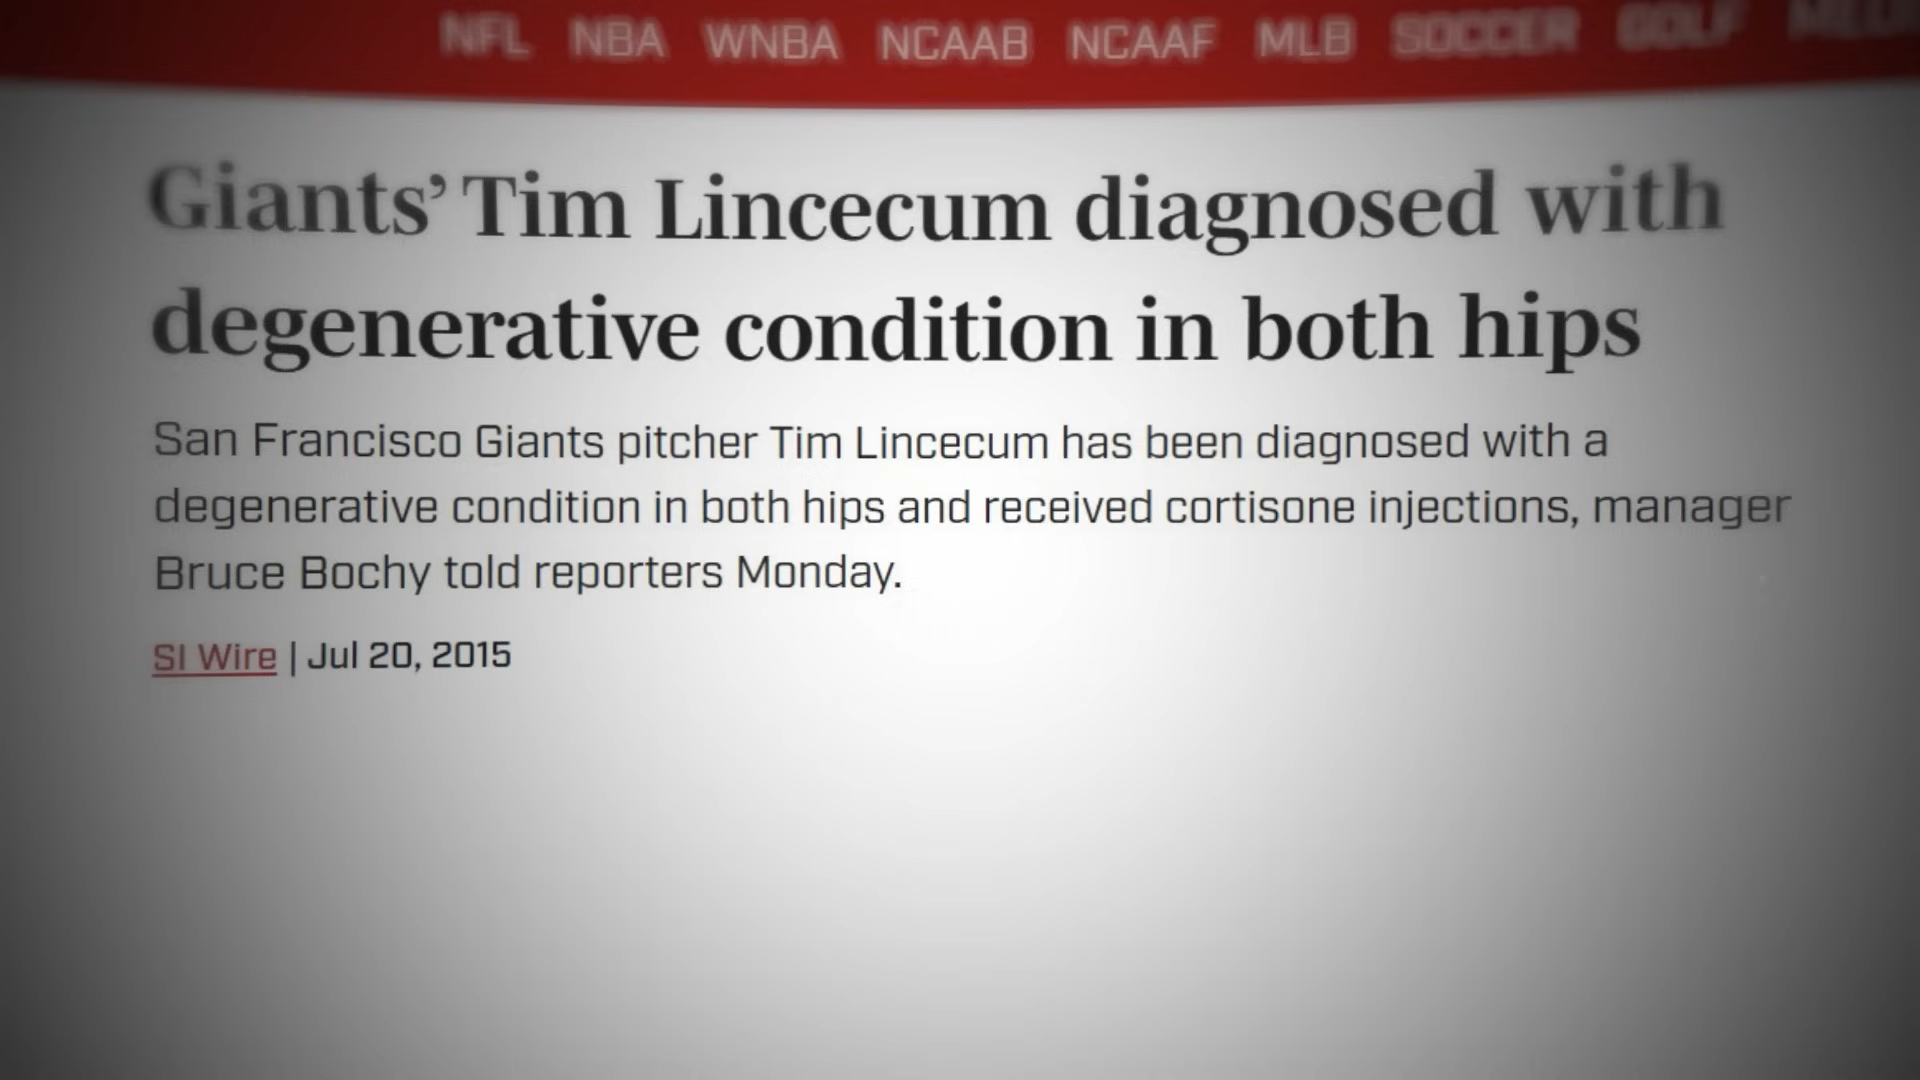 NFL NBA WNBA NCAAB NCAAF MLB SOCCER GOLF
Giants’ Tim Lincecum diagnosed with
degenerative condition in both hips
San Francisco Giants pitcher Tim Lincecum has been diagnosed with a
degenerative condition in both hips and received cortisone injections, manager
Bruce Bochy told reporters Monday.
SI Wire | Jul 20, 2015